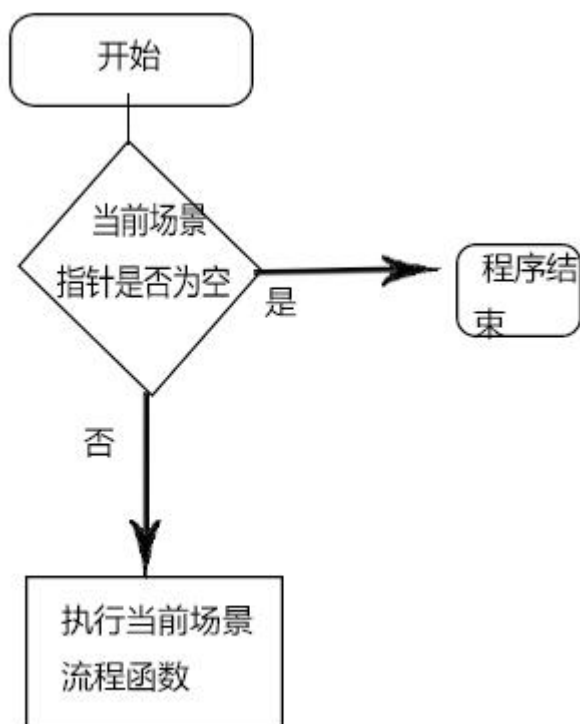 开始
当前场景
指针是否为空
是
程序结
束
否
执行当前场景
流程函数